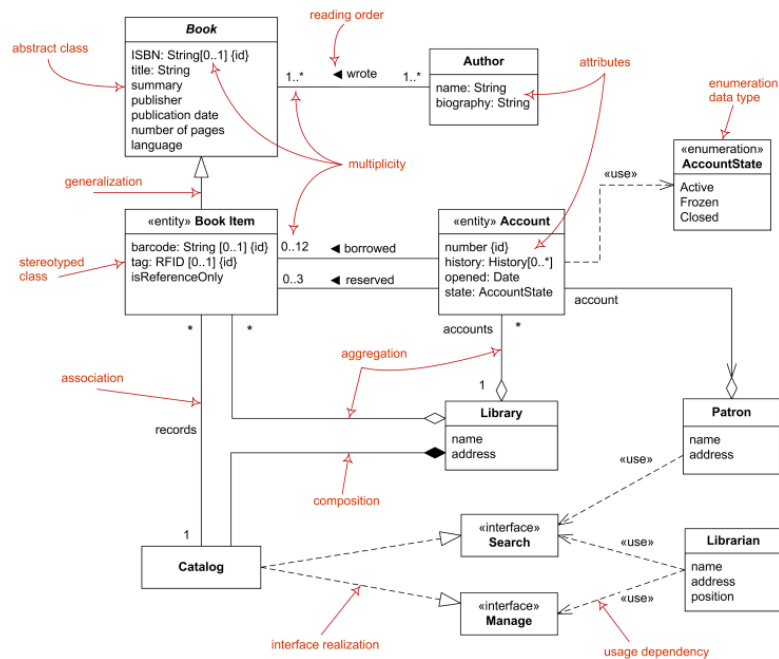 Book
ISBN: String[0..1] {id}
title: String
summary
publisher
publication date
number of pages
language
abstract class
reading order
1..*
◄ wrote
1..*
Author
name: String
biography: String
attributes
enumeration
data type
«enumeration»
AccountState
Active
Frozen
Closed
multiplicity
generalization
«use»
«entity» Book Item
barcode: String [0..1] {id}
tag: RFID [0..1] {id}
isReferenceOnly
stereotyped
class
0..12
◄ borrowed
0..3
◄ reserved
«entity» Account
number {id}
history: History[0..*]
opened: Date
state: AccountState
account
*
*
accounts
*
aggregation
association
1
Library
name
address
Patron
name
address
records
composition
«use»
1
Catalog
«interface»
Search
«use»
Librarian
name
address
position
«use»
«interface»
Manage
interface realization
usage dependency